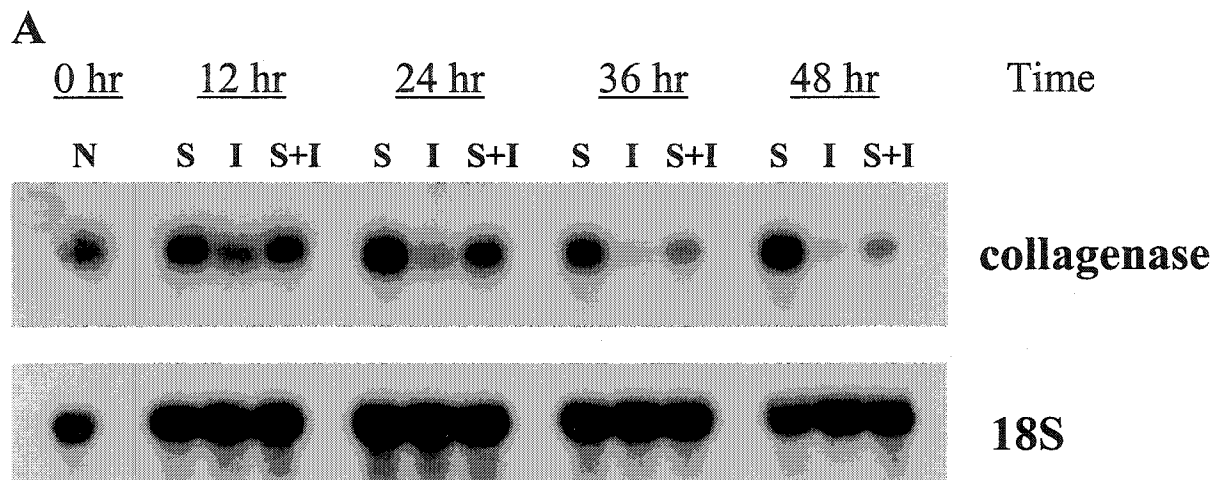 A
0 hr 12 hr 24 hr 36 hr 48 hr Time
N S I S+I S I S+I S I S+I S I S+I
collagenase
18S